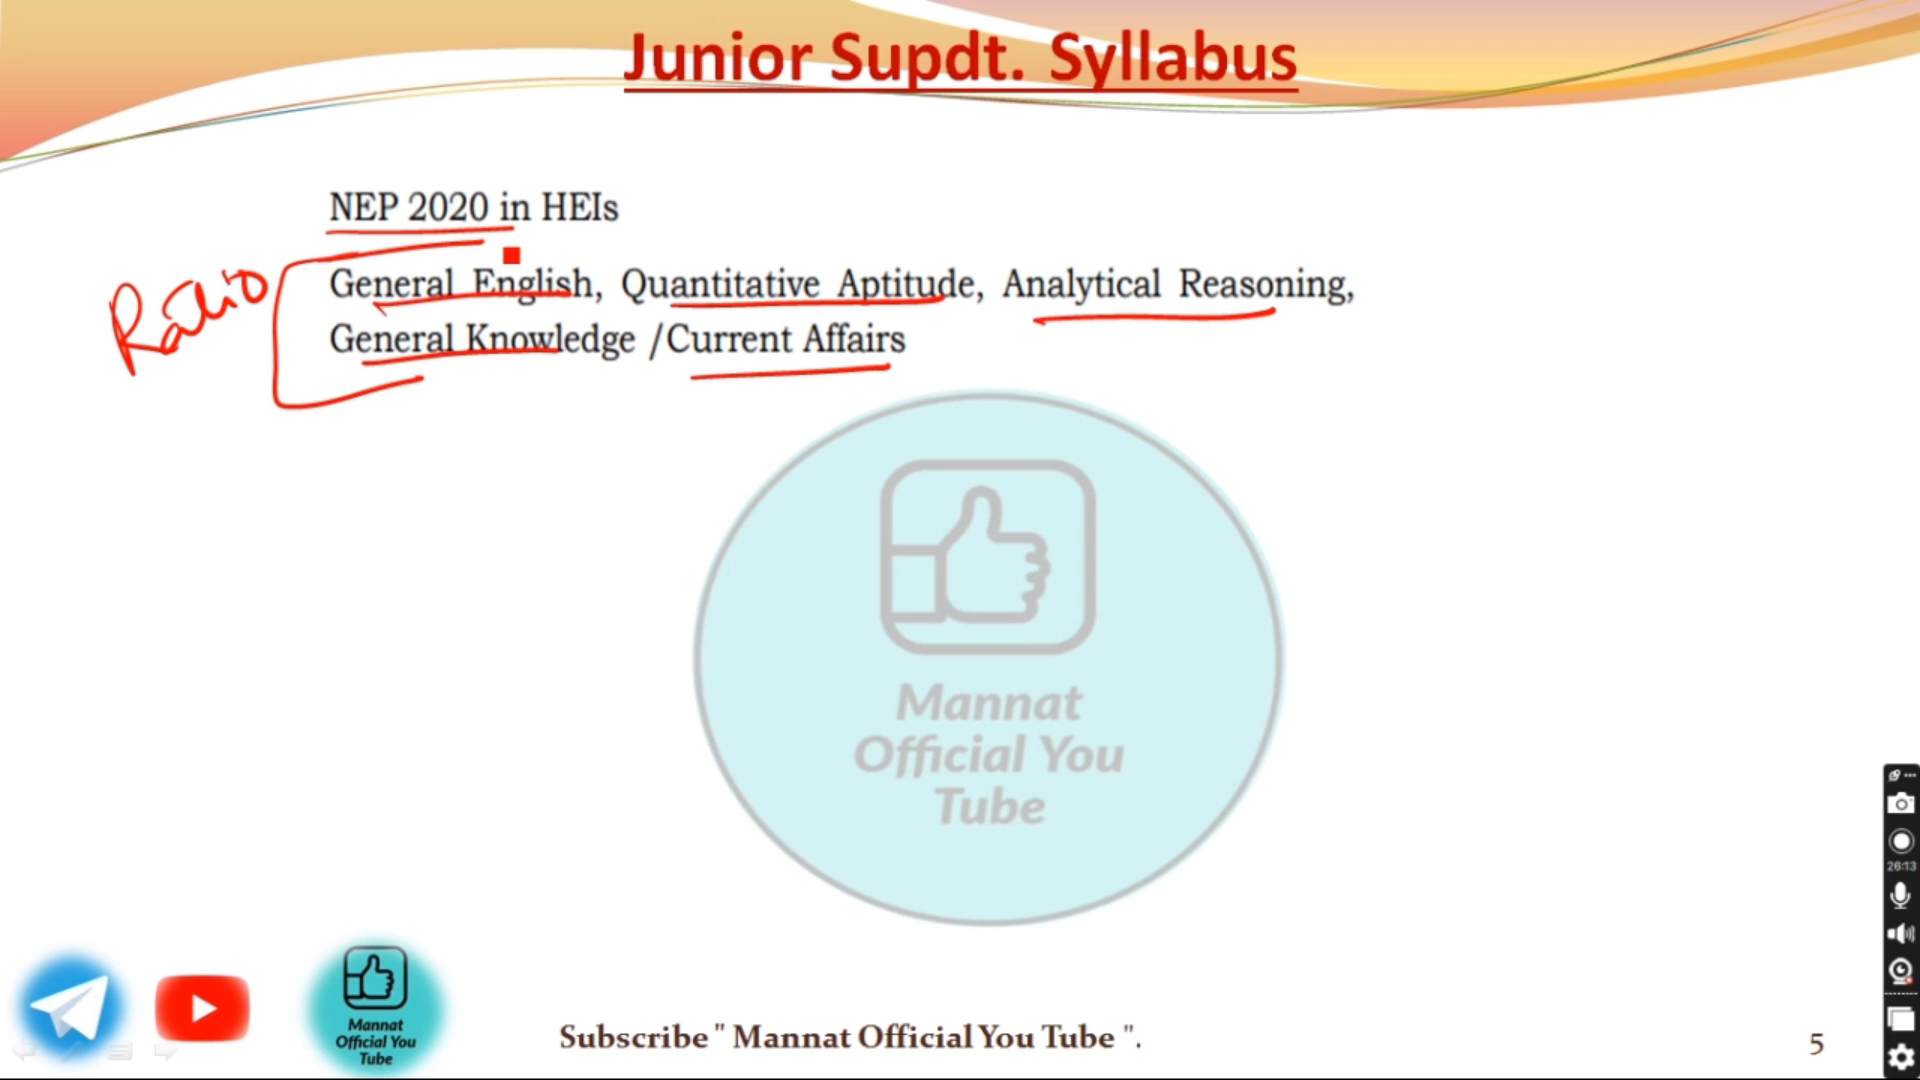 Junior Supdt. Syllabus
NEP 2020 in HEIs
Ratio
General English, Quantitative Aptitude, Analytical Reasoning,
General Knowledge /Current Affairs
Mannat
Official You
Tube
26:13
Mannat
Official You
Tube
Subscribe " Mannat Official You Tube ".
5